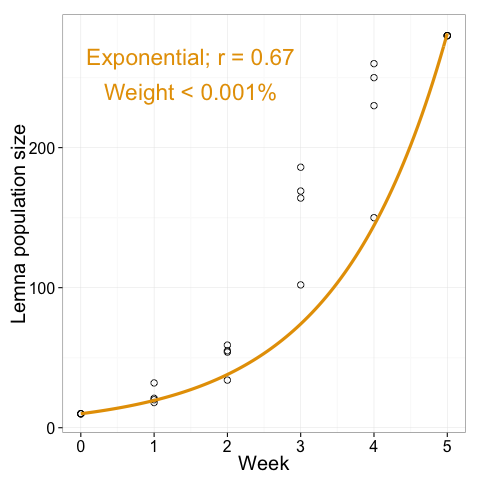 Exponential; r = 0.67
Weight < 0.001%
Lemna population size
200
100
0
0 1 2 3 4 5
Week